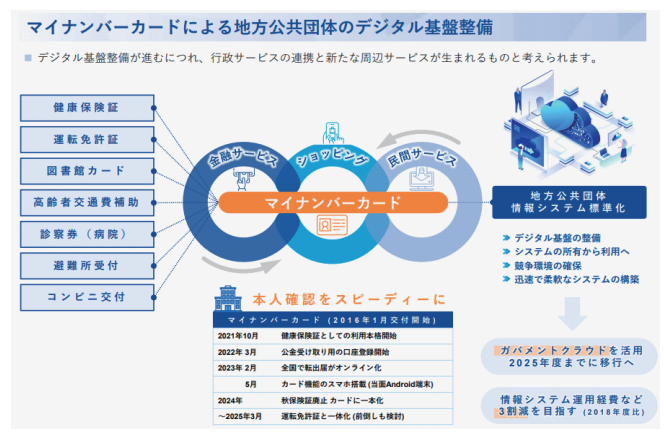 マイナンバーカードによる地方公共団体のデジタル基盤整備
デジタル基盤整備が進むにつれ、行政サービスの連携と新たな周辺サービスが生まれるものと考えられます。
健康保険証
運転免許証
図書館カード
高齢者交通費補助
診察券(病院)
避難所受付
コンビニ交付
金融サービス
ショッピング
民間サービス
マイナンバーカード
本人確認をスピーディーに
マイナンバーカード (2016年1月交付開始)
2021年10月 健康保険証としての利用本格開始
2022年 3月 公金受け取り用の口座登録開始
2023年 2月 全国で転出届がオンライン化
5月 カード機能のスマホ搭載 (当面Android端末)
2024年 秋保険証廃止 カードに一本化
～2025年3月 運転免許証と一体化 (前倒しも検討)
地方公共団体
情報システム標準化
デジタル基盤の整備
システムの所有から利用へ
競争環境の確保
迅速で柔軟なシステムの構築
ガバメントクラウドを活用
2025年度までに移行へ
情報システム運用経費など
3割減を目指す (2018年度比)